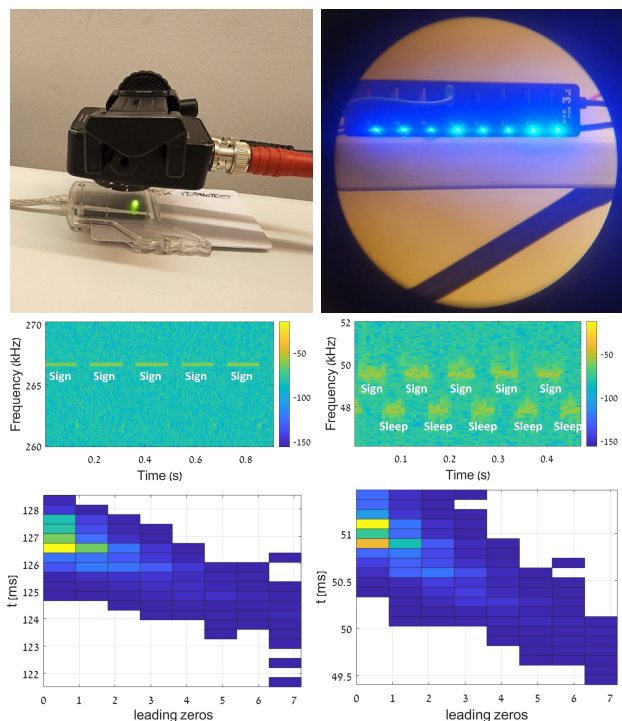 270
265
260
Frequency (kHz)
Sign Sign Sign Sign Sign
0.2 0.4 0.6 0.8
Time (s)
-50
-100
-150
52
50
48
Frequency (kHz)
Sign Sign Sign Sign Sign
Sleep Sleep Sleep Sleep Sleep
0.1 0.2 0.3 0.4
Time (s)
-50
-100
-150
128
127
126
125
124
123
122
t [ms]
0 1 2 3 4 5 6 7
leading zeros
51
50.5
50
49.5
t [ms]
0 1 2 3 4 5 6 7
leading zeros